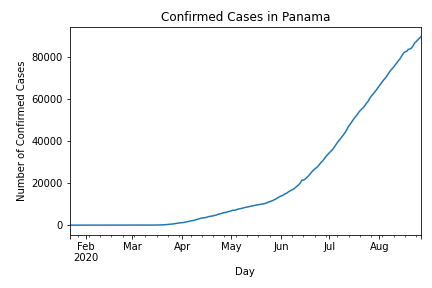 Confirmed Cases in Panama
Number of Confirmed Cases
80000
60000
40000
20000
0
Feb Mar Apr May Jun Jul Aug
2020
Day